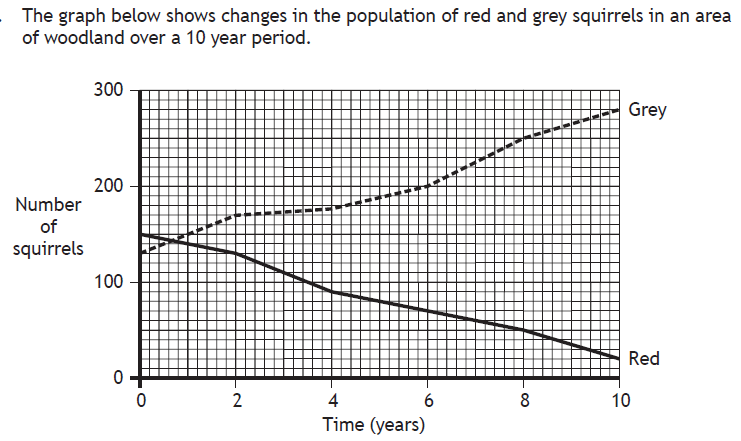 The graph below shows changes in the population of red and grey squirrels in an area
of woodland over a 10 year period.
300
Grey
200
Number
of
squirrels
100
Red
0
0 2 4 6 8 10
Time (years)